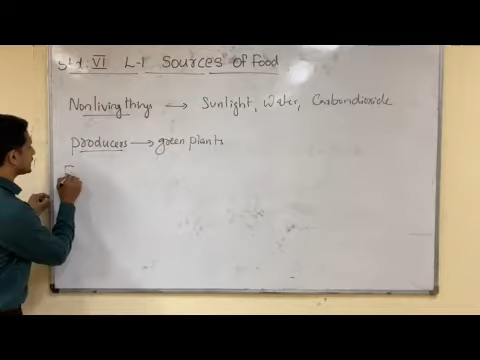 Std: VI L-1 Sources of Food
Nonliving things → Sunlight, Water, Carbondioxide
producers → green plants